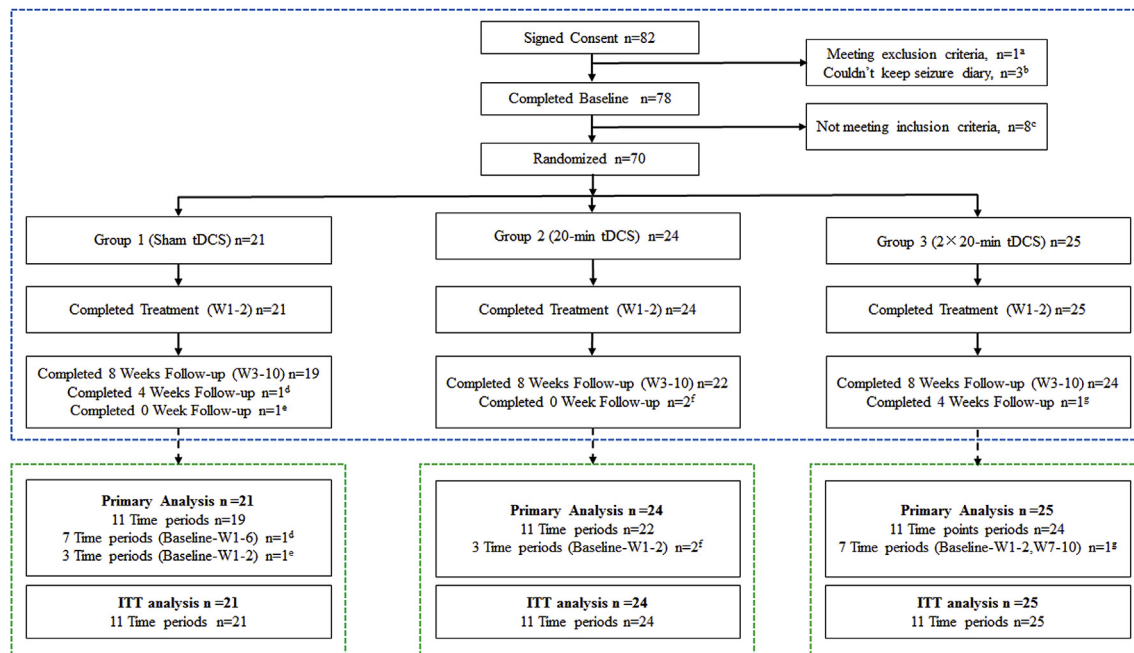 Signed Consent n=82
Meeting exclusion criteria, n=1ᵃ
Couldn't keep seizure diary, n=3ᵇ
Completed Baseline n=78
Not meeting inclusion criteria, n=8ᶜ
Randomized n=70
Group 1 (Sham tDCS) n=21
Group 2 (20-min tDCS) n=24
Group 3 (2×20-min tDCS) n=25
Completed Treatment (W1-2) n=21
Completed Treatment (W1-2) n=24
Completed Treatment (W1-2) n=25
Completed 8 Weeks Follow-up (W3-10) n=19
Completed 4 Weeks Follow-up n=1ᵈ
Completed 0 Week Follow-up n=1ᵉ
Completed 8 Weeks Follow-up (W3-10) n=22
Completed 0 Week Follow-up n=2ᶠ
Completed 8 Weeks Follow-up (W3-10) n=24
Completed 4 Weeks Follow-up n=1ᵍ
Primary Analysis n =21
11 Time periods n=19
7 Time periods (Baseline-W1-6) n=1ᵈ
3 Time periods (Baseline-W1-2) n=1ᵉ
Primary Analysis n =24
11 Time periods n=22
3 Time periods (Baseline-W1-2) n=2ᶠ
Primary Analysis n =25
11 Time points periods n=24
7 Time periods (Baseline-W1-2,W7-10) n=1ᵍ
ITT analysis n =21
11 Time periods n=21
ITT analysis n =24
11 Time periods n=24
ITT analysis n =25
11 Time periods n=25